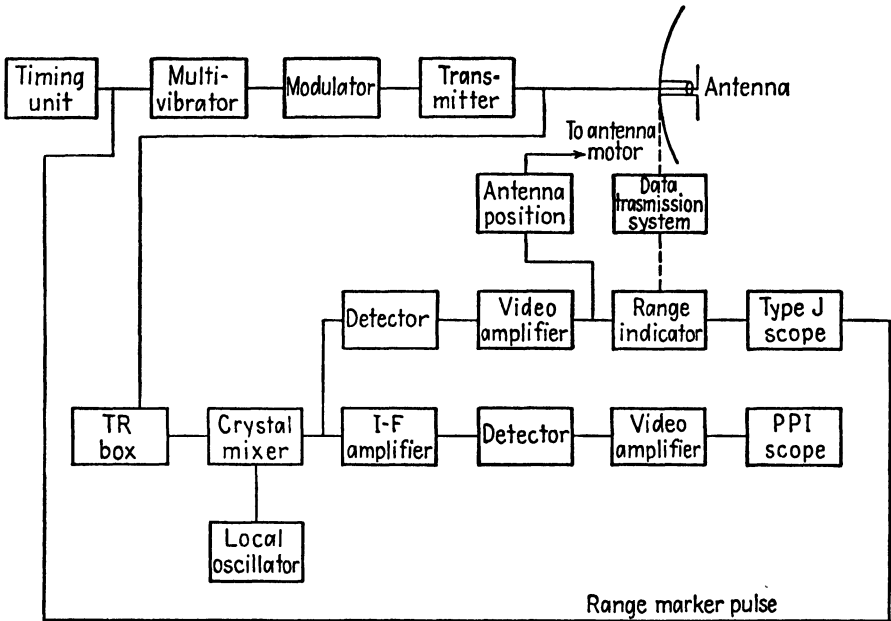 Timing
unit
Multi-
vibrator
Modulator
Trans-
mitter
Antenna
To antenna
motor
Antenna
position
Data
trasmission
system
Detector
Video
amplifier
Range
indicator
Type J
scope
TR
box
Crystal
mixer
I-F
amplifier
Detector
Video
amplifier
PPI
scope
Local
oscillator
Range marker pulse